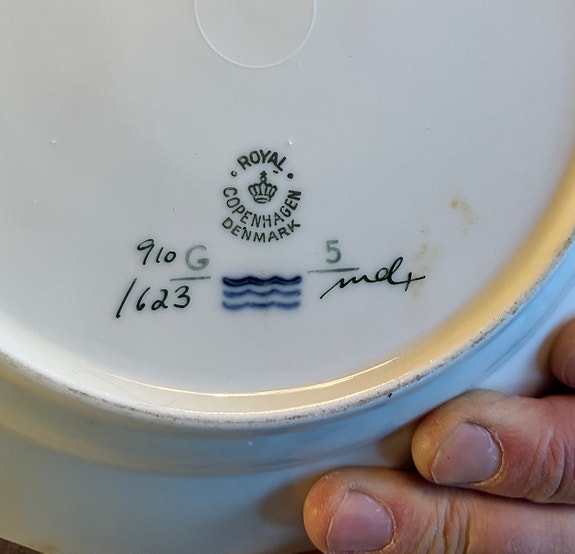 ROYAL
COPENHAGEN
DENMARK
910 G
5
1623